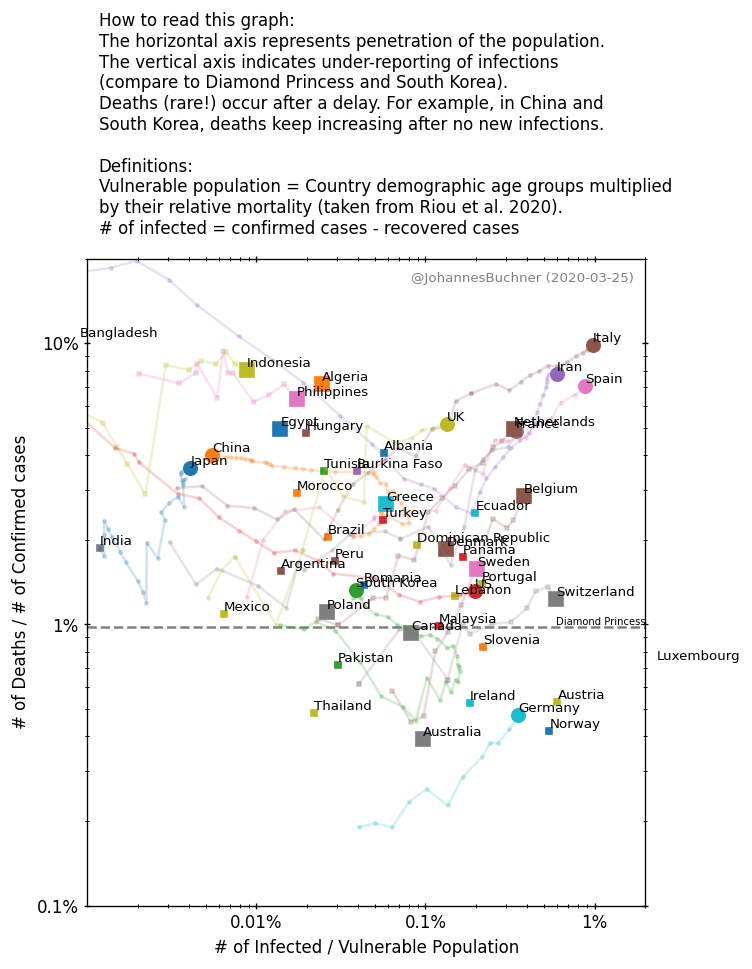 How to read this graph:
The horizontal axis represents penetration of the population.
The vertical axis indicates under-reporting of infections
(compare to Diamond Princess and South Korea).
Deaths (rare!) occur after a delay. For example, in China and
South Korea, deaths keep increasing after no new infections.
Definitions:
Vulnerable population = Country demographic age groups multiplied
by their relative mortality (taken from Riou et al. 2020).
# of infected = confirmed cases - recovered cases
@JohannesBuchner (2020-03-25)
Bangladesh
Italy
10%
Indonesia
Iran
Algeria
Spain
Philippines
UK
Egypt
Hungary
Netherlands
France
China
Albania
Japan
Tunisia
Burkina Faso
Morocco
Belgium
Greece
Ecuador
Turkey
Brazil
India
Dominican Republic
Denmark
Panama
Peru
Argentina
Sweden
Romania
Portugal
South Korea
US
Lebanon
Switzerland
Mexico
Poland
Malaysia
Diamond Princess
1%
Canada
Slovenia
Luxembourg
Pakistan
Ireland
Austria
Thailand
Germany
Norway
Australia
0.1%
0.01%
0.1%
1%
# of Deaths / # of Confirmed cases
# of Infected / Vulnerable Population